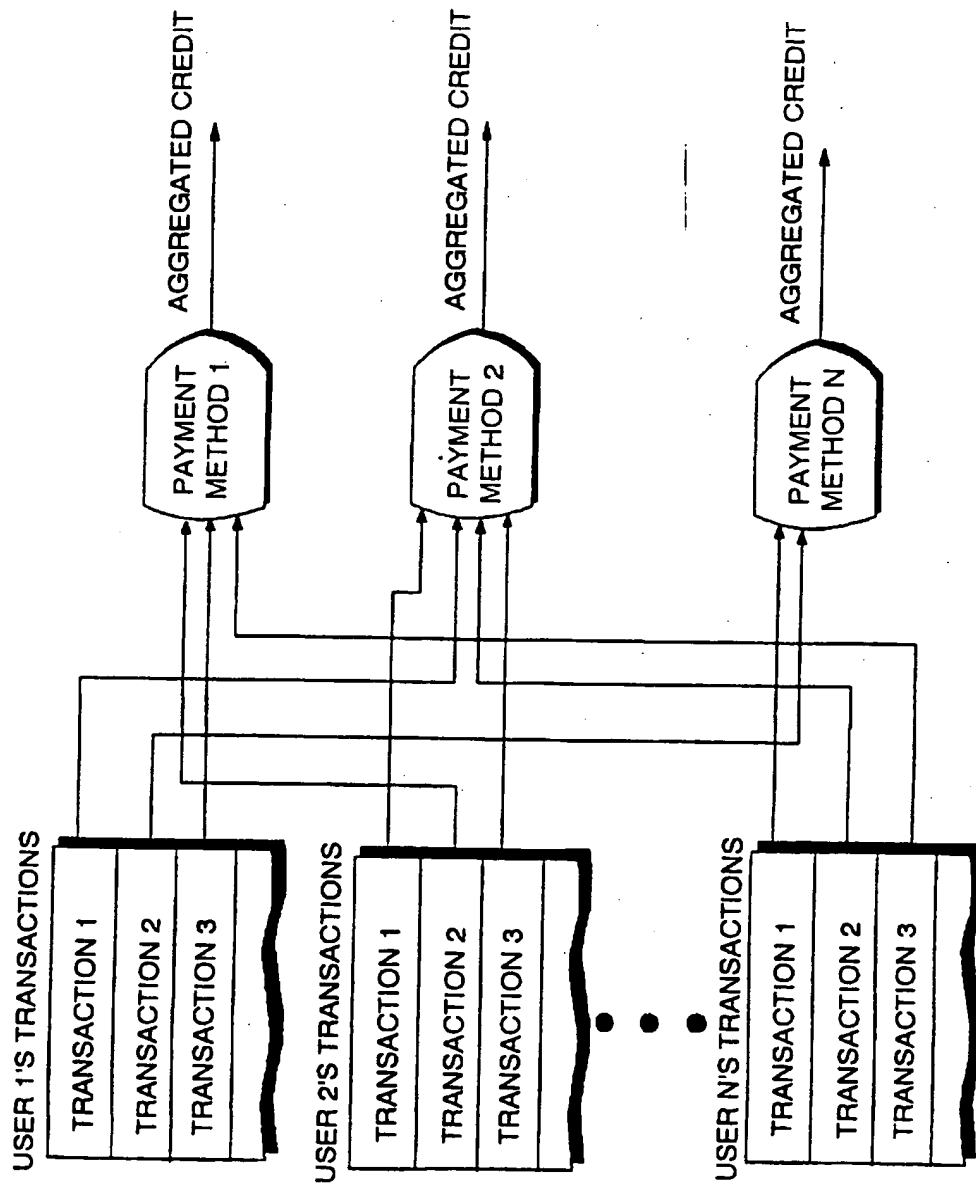 USER 1'S TRANSACTIONS
TRANSACTION 1
TRANSACTION 2
TRANSACTION 3
USER 2'S TRANSACTIONS
TRANSACTION 1
TRANSACTION 2
TRANSACTION 3
USER N'S TRANSACTIONS
TRANSACTION 1
TRANSACTION 2
TRANSACTION 3
PAYMENT
METHOD 1
AGGREGATED CREDIT
PAYMENT
METHOD 2
AGGREGATED CREDIT
PAYMENT
METHOD N
AGGREGATED CREDIT